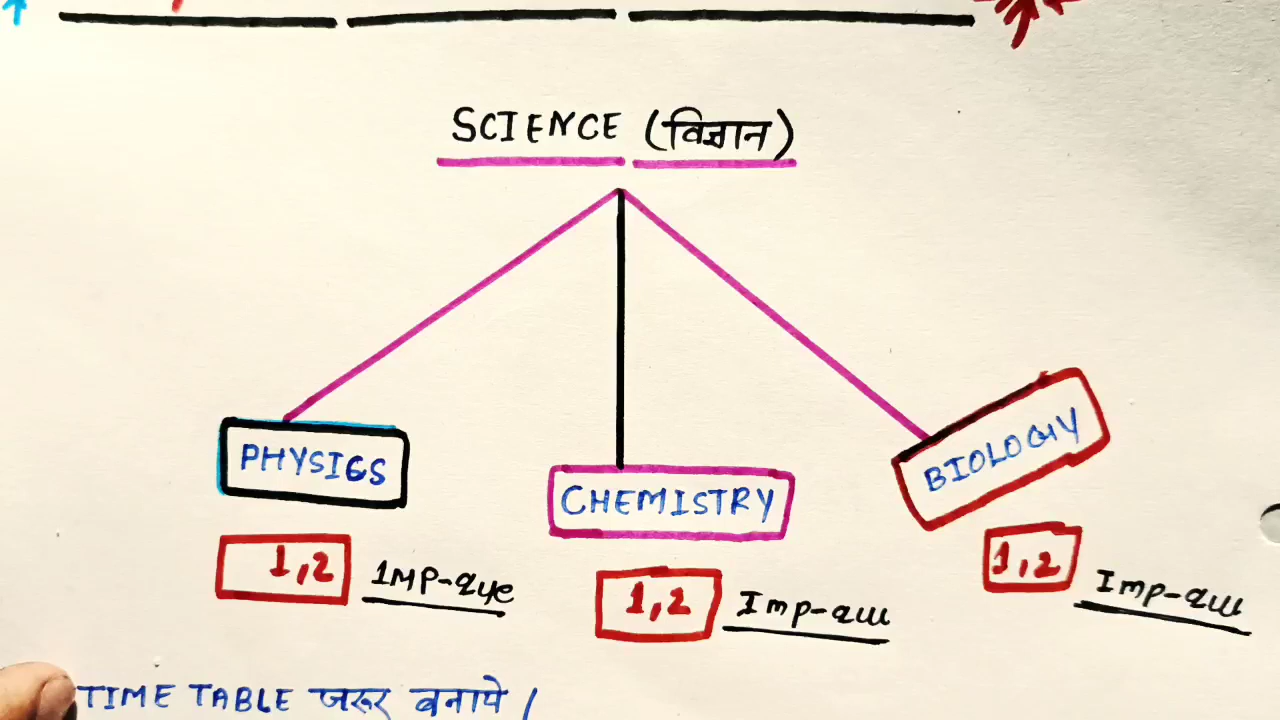 SCIENCE (विज्ञान)
PHYSIGS
CHEMISTRY
BIOLOGY
1,2 IMP-que
1,2 Imp-que
1,2 Imp-que
TIME TABLE जरूर बनाये /